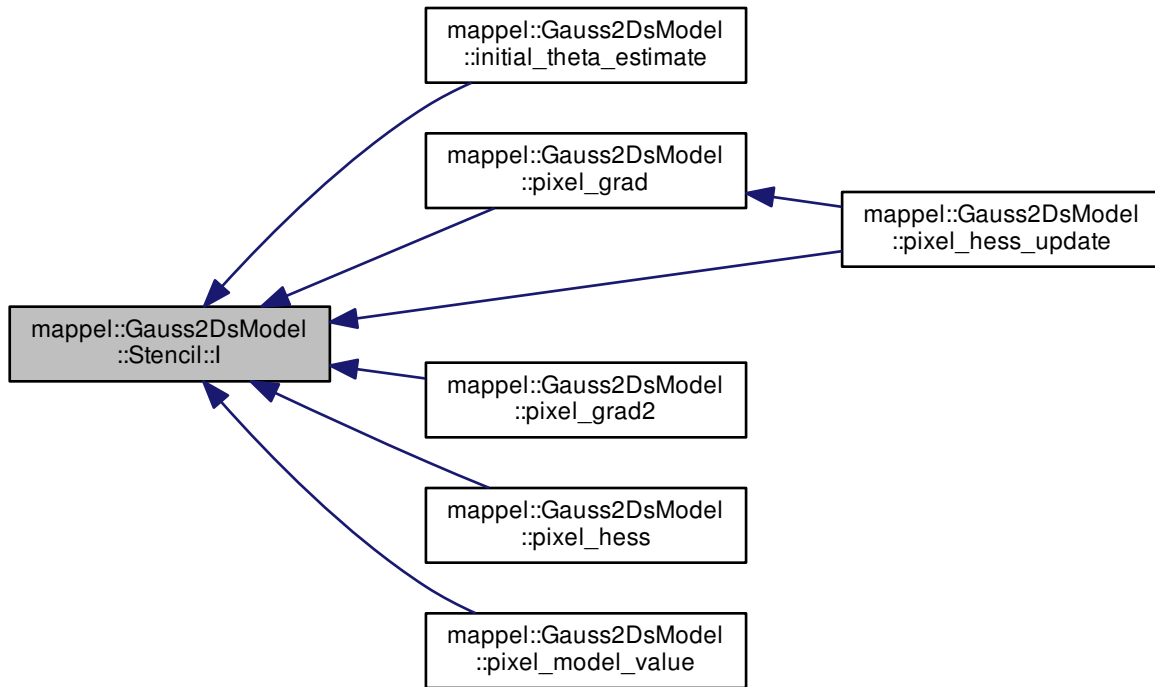 mappel::Gauss2DsModel
::initial_theta_estimate
mappel::Gauss2DsModel
::pixel_grad
mappel::Gauss2DsModel
::pixel_hess_update
mappel::Gauss2DsModel
::Stencil::I
mappel::Gauss2DsModel
::pixel_grad2
mappel::Gauss2DsModel
::pixel_hess
mappel::Gauss2DsModel
::pixel_model_value